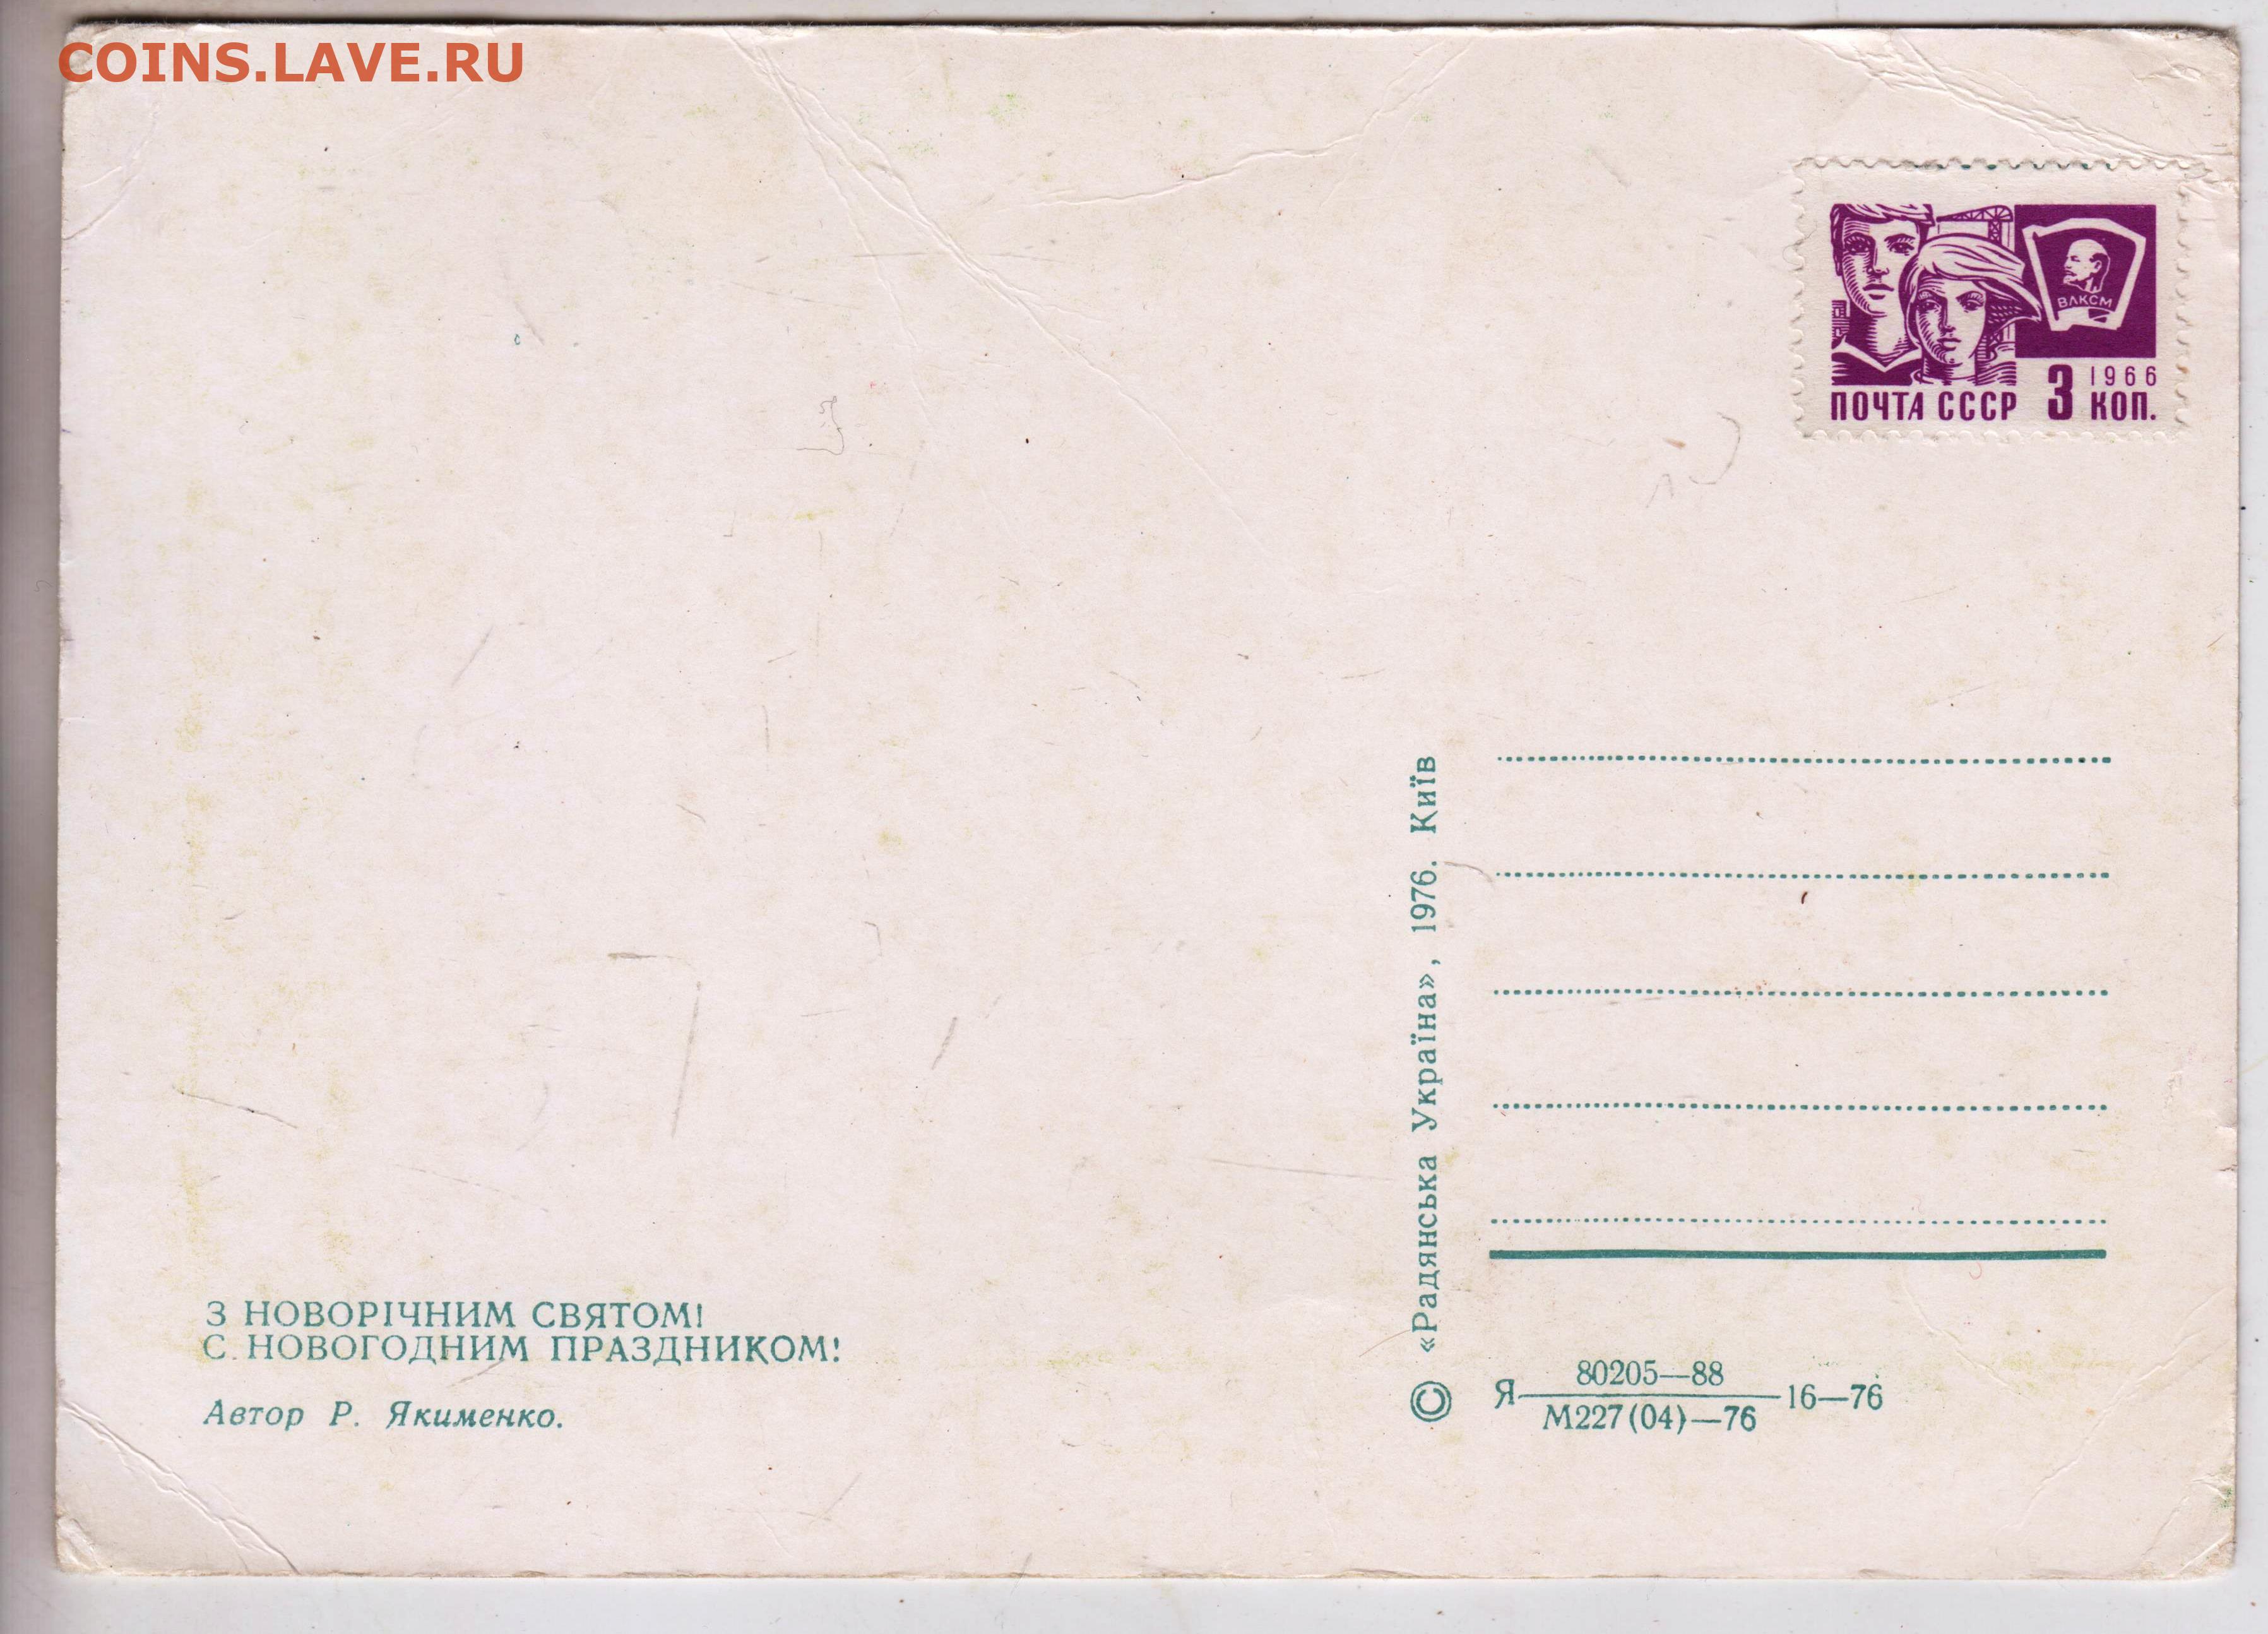 COINS.LAVE.RU
ВЛКСМ
1966
ПОЧТА СССР 3 КОП.
З НОВОРІЧНИМ СВЯТОМ!
С НОВОГОДНИМ ПРАЗДНИКОМ!
Автор Р. Якименко.
© «Радянська Україна», 1976. Київ
80205—88
Я 16—76
М227(04)—76